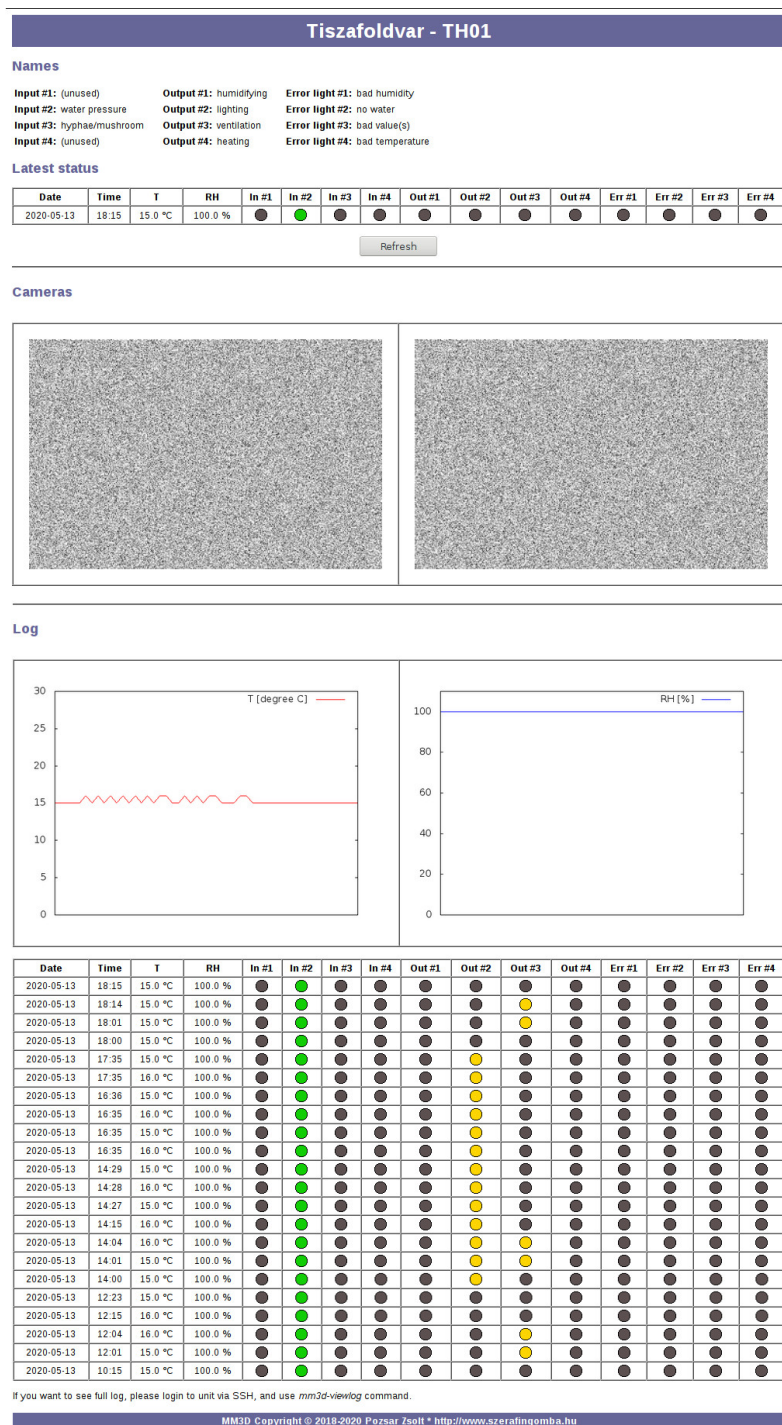 Tiszafoldvar - TH01
Names
Input #1: (unused) Output #1: humidifying Error light #1: bad humidity
Input #2: water pressure Output #2: lighting Error light #2: no water
Input #3: hyphae/mushroom Output #3: ventilation Error light #3: bad value(s)
Input #4: (unused) Output #4: heating Error light #4: bad temperature
Latest status
Date Time T RH In #1 In #2 In #3 In #4 Out #1 Out #2 Out #3 Out #4 Err #1 Err #2 Err #3 Err #4
2020-05-13 18:15 15.0 °C 100.0 %
Refresh
Cameras
Log
T [degree C]
30
25
20
15
10
5
0
RH [%]
100
80
60
40
20
0
Date Time T RH In #1 In #2 In #3 In #4 Out #1 Out #2 Out #3 Out #4 Err #1 Err #2 Err #3 Err #4
2020-05-13 18:15 15.0 °C 100.0 %
2020-05-13 18:14 15.0 °C 100.0 %
2020-05-13 18:01 15.0 °C 100.0 %
2020-05-13 18:00 15.0 °C 100.0 %
2020-05-13 17:35 15.0 °C 100.0 %
2020-05-13 17:35 16.0 °C 100.0 %
2020-05-13 16:36 15.0 °C 100.0 %
2020-05-13 16:35 16.0 °C 100.0 %
2020-05-13 16:35 15.0 °C 100.0 %
2020-05-13 16:35 16.0 °C 100.0 %
2020-05-13 14:29 15.0 °C 100.0 %
2020-05-13 14:28 16.0 °C 100.0 %
2020-05-13 14:27 15.0 °C 100.0 %
2020-05-13 14:15 16.0 °C 100.0 %
2020-05-13 14:04 16.0 °C 100.0 %
2020-05-13 14:01 15.0 °C 100.0 %
2020-05-13 14:00 15.0 °C 100.0 %
2020-05-13 12:23 15.0 °C 100.0 %
2020-05-13 12:15 16.0 °C 100.0 %
2020-05-13 12:04 16.0 °C 100.0 %
2020-05-13 12:01 15.0 °C 100.0 %
2020-05-13 10:15 15.0 °C 100.0 %
If you want to see full log, please login to unit via SSH, and use mm3d-viewlog command.
MM3D Copyright © 2018-2020 Pozsar Zsolt * http://www.szerafingomba.hu